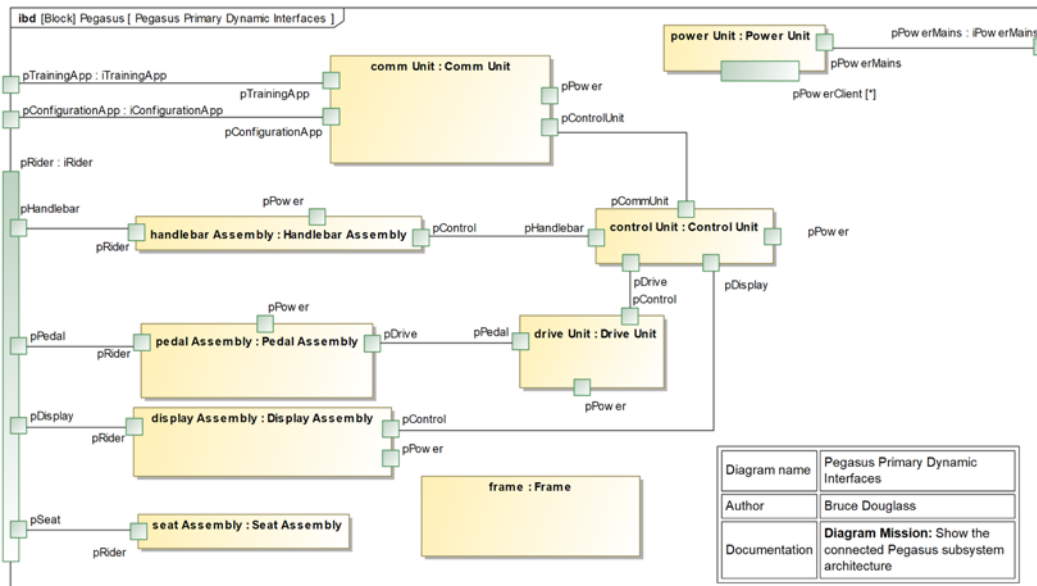 ibd [Block] Pegasus [ Pegasus Primary Dynamic Interfaces ]
power Unit : Power Unit
pPowerMains : iPowerMains
pPowerMains
pPowerClient [*]
comm Unit : Comm Unit
pTrainingApp : iTrainingApp
pTrainingApp
pPower
pConfigurationApp : iConfigurationApp
pConfigurationApp
pControlUnit
pRider : iRider
pHandlebar
pPower
pRider
handlebar Assembly : Handlebar Assembly
pControl
pHandlebar
pCommUnit
control Unit : Control Unit
pPower
pDrive
pDisplay
pControl
pPower
pPedal
pRider
pedal Assembly : Pedal Assembly
pDrive
pPedal
drive Unit : Drive Unit
pPower
pDisplay
pRider
display Assembly : Display Assembly
pControl
pPower
frame : Frame
pSeat
pRider
seat Assembly : Seat Assembly
Diagram name
Pegasus Primary Dynamic
Interfaces
Author
Bruce Douglass
Documentation
Diagram Mission: Show the
connected Pegasus subsystem
architecture